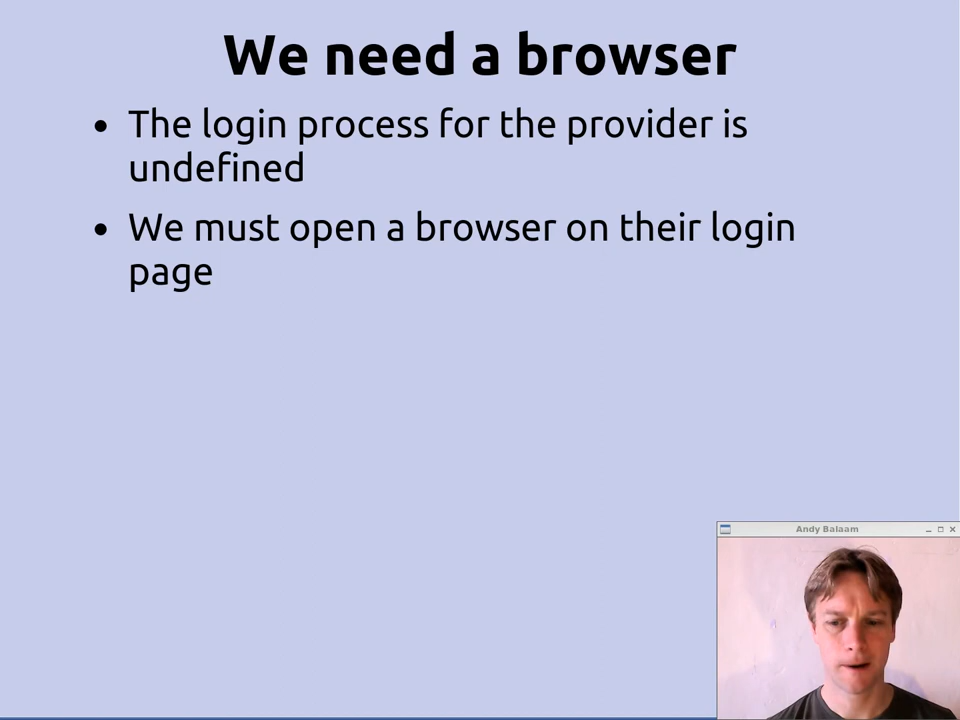 We need a browser
• The login process for the provider is
undefined
• We must open a browser on their login
page
Andy Balaam